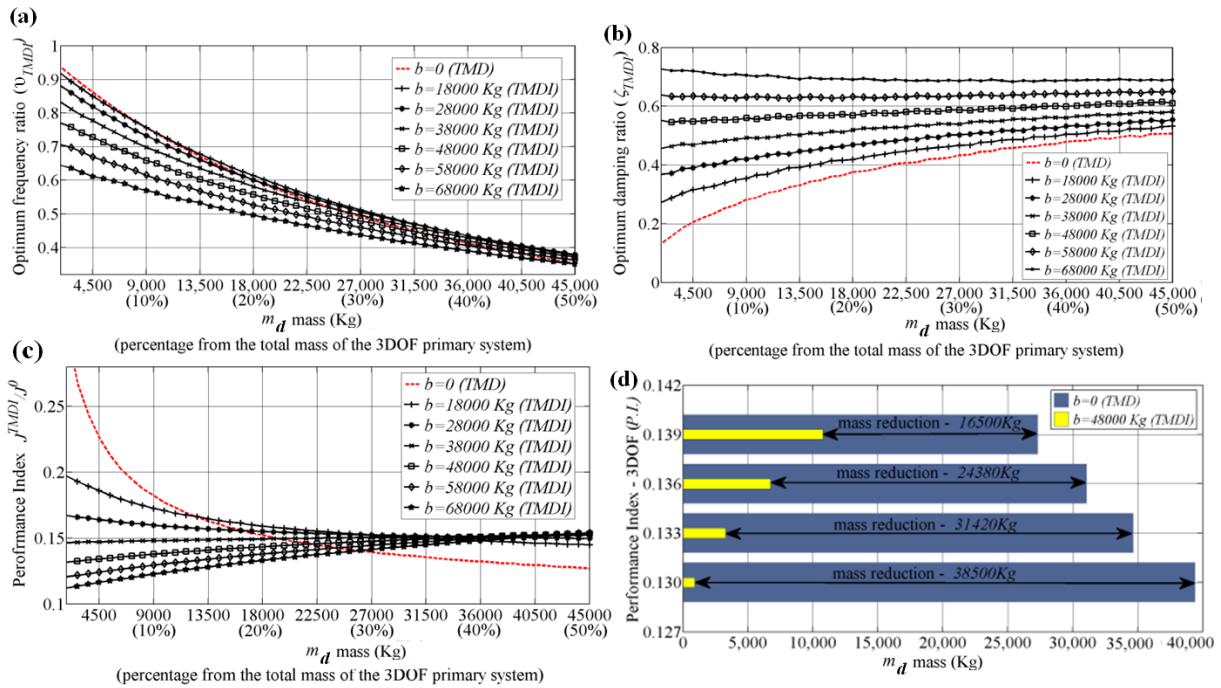 (a)
Optimum frequency ratio (υTMDI)
1
0.9
0.8
0.7
0.6
0.5
0.4
b=0 (TMD)
b=18000 Kg (TMDI)
b=28000 Kg (TMDI)
b=38000 Kg (TMDI)
b=48000 Kg (TMDI)
b=58000 Kg (TMDI)
b=68000 Kg (TMDI)
4,500 9,000 13,500 18,000 22,500 27,000 31,500 36,000 40,500 45,000
(10%) (20%) (30%) (40%) (50%)
md mass (Kg)
(percentage from the total mass of the 3DOF primary system)
(b)
Optimum damping ratio (ζTMDI)
0.8
0.6
0.4
0.2
0
b=0 (TMD)
b=18000 Kg (TMDI)
b=28000 Kg (TMDI)
b=38000 Kg (TMDI)
b=48000 Kg (TMDI)
b=58000 Kg (TMDI)
b=68000 Kg (TMDI)
4,500 9,000 13,500 18,000 22,500 27,000 31,500 36,000 40,500 45,000
(10%) (20%) (30%) (40%) (50%)
md mass (Kg)
(percentage from the total mass of the 3DOF primary system)
(c)
Perofrmance Index JTMDI/J0
0.25
0.2
0.15
0.1
b=0 (TMD)
b=18000 Kg (TMDI)
b=28000 Kg (TMDI)
b=38000 Kg (TMDI)
b=48000 Kg (TMDI)
b=58000 Kg (TMDI)
b=68000 Kg (TMDI)
4500 9000 13500 18000 22500 27000 31500 36000 40500 45000
(10%) (20%) (30%) (40%) (50%)
md mass (Kg)
(percentage from the total mass of the 3DOF primary system)
(d)
Performance Index - 3DOF (P.I.)
0.142
0.139
0.136
0.133
0.130
0.127
b=0 (TMD)
b=48000 Kg (TMDI)
mass reduction - 16500Kg
mass reduction - 24380Kg
mass reduction - 31420Kg
mass reduction - 38500Kg
0 5,000 10,000 15,000 20,000 25,000 30,000 35,000 40,000
md mass (Kg)